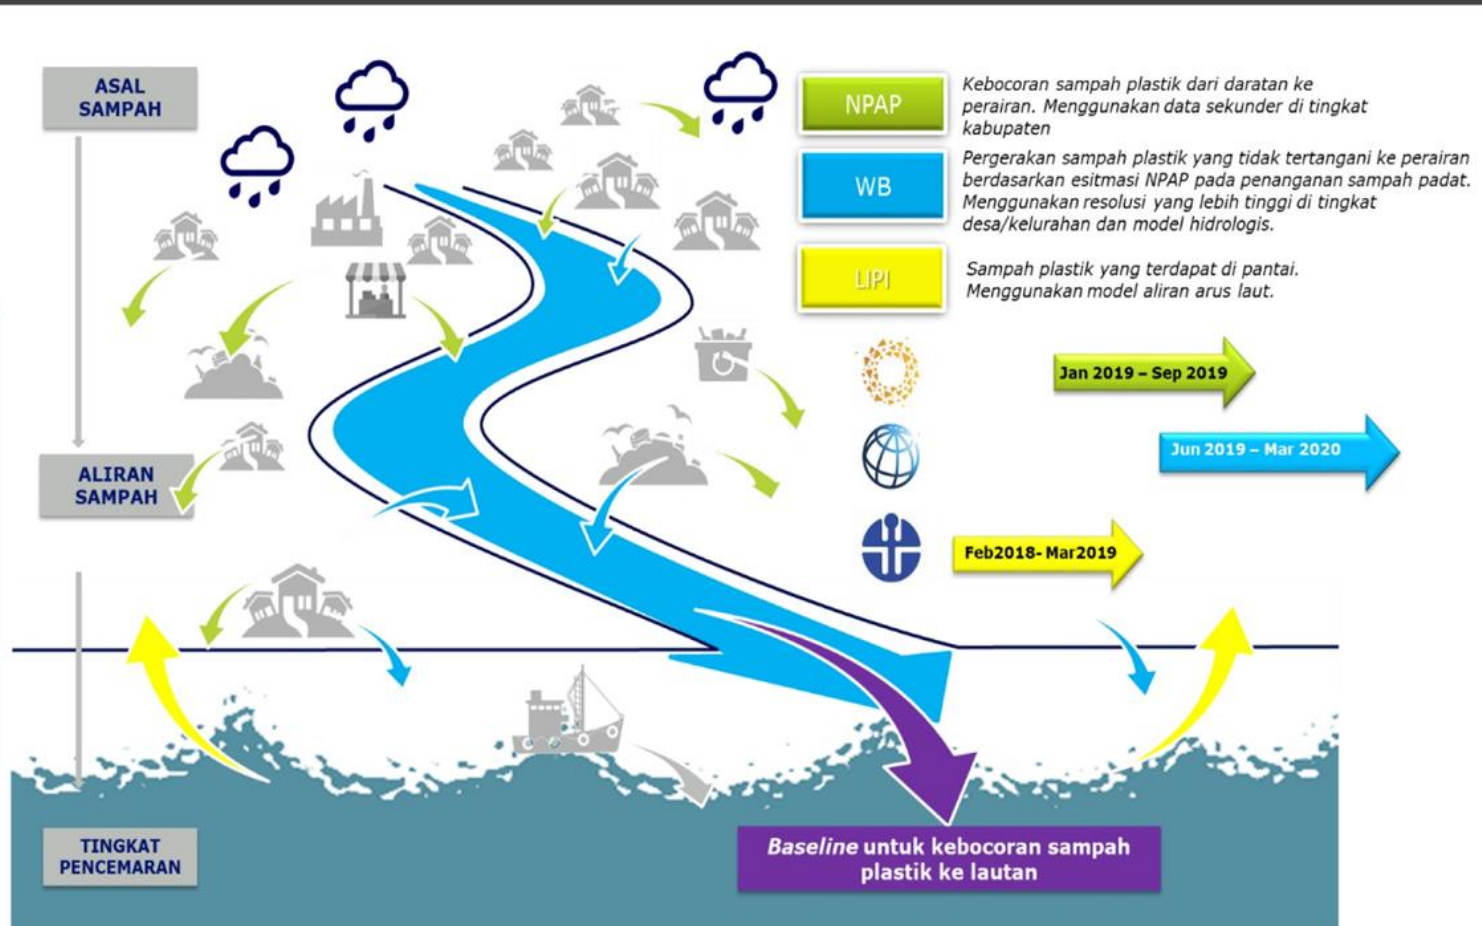 ASAL
SAMPAH
NPAP
Kebocoran sampah plastik dari daratan ke
perairan. Menggunakan data sekunder di tingkat
kabupaten
WB
Pergerakan sampah plastik yang tidak tertangani ke perairan
berdasarkan esitmasi NPAP pada penanganan sampah padat.
Menggunakan resolusi yang lebih tinggi di tingkat
desa/kelurahan dan model hidrologis.
LIPI
Sampah plastik yang terdapat di pantai.
Menggunakan model aliran arus laut.
Jan 2019 – Sep 2019
Jun 2019 – Mar 2020
ALIRAN
SAMPAH
Feb2018- Mar2019
TINGKAT
PENCEMARAN
Baseline untuk kebocoran sampah
plastik ke lautan